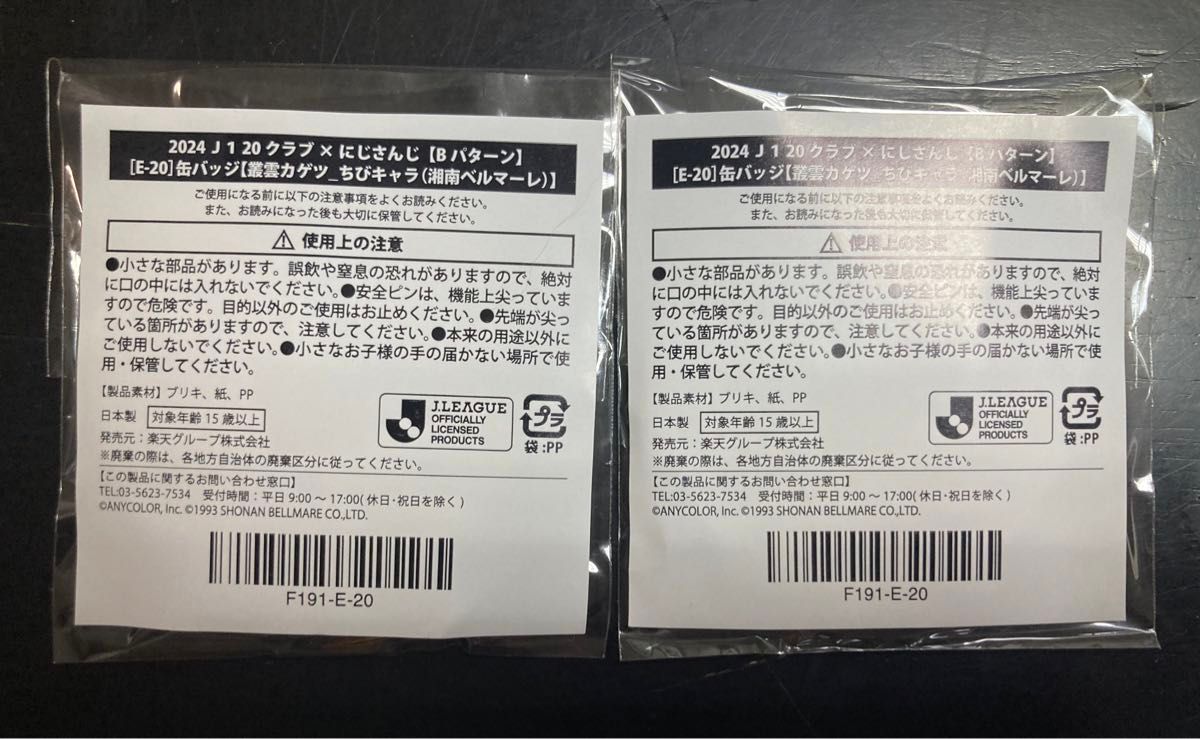 2024 J 1 20 クラブ × にじさんじ【B パターン】
[E-20]缶バッジ【叢雲カゲツ_ちびキャラ(湘南ベルマーレ)】
ご使用になる前に以下の注意事項をよくお読みください。
また、お読みになった後も大切に保管してください。
⚠ 使用上の注意
●小さな部品があります。誤飲や窒息の恐れがありますので、絶対
に口の中には入れないでください。●安全ピンは、機能上尖っていま
すので危険です。目的以外のご使用はお止めください。●先端が尖っ
ている箇所がありますので、注意してください。●本来の用途以外に
ご使用しないでください。●小さなお子様の手の届かない場所で使
用・保管してください。
【製品素材】ブリキ、紙、PP
日本製 対象年齢 15 歳以上
発売元:楽天グループ株式会社
※廃棄の際は、各地方自治体の廃棄区分に従ってください。
J.LEAGUE
OFFICIALLY
LICENSED
PRODUCTS
プラ
袋:PP
【この製品に関するお問い合わせ窓口】
TEL:03-5623-7534 受付時間:平日 9:00 ~ 17:00(休日・祝日を除く)
©ANYCOLOR, Inc. ©1993 SHONAN BELLMARE CO.,LTD.
F191-E-20
2024 J 1 20 クラブ × にじさんじ【B パターン】
[E-20]缶バッジ【叢雲カゲツ_ちびキャラ(湘南ベルマーレ)】
ご使用になる前に以下の注意事項をよくお読みください。
また、お読みになった後も大切に保管してください。
⚠ 使用上の注意
●小さな部品があります。誤飲や窒息の恐れがありますので、絶対
に口の中には入れないでください。●安全ピンは、機能上尖っていま
すので危険です。目的以外のご使用はお止めください。●先端が尖っ
ている箇所がありますので、注意してください。●本来の用途以外に
ご使用しないでください。●小さなお子様の手の届かない場所で使
用・保管してください。
【製品素材】ブリキ、紙、PP
日本製 対象年齢 15 歳以上
発売元:楽天グループ株式会社
※廃棄の際は、各地方自治体の廃棄区分に従ってください。
J.LEAGUE
OFFICIALLY
LICENSED
PRODUCTS
プラ
袋:PP
【この製品に関するお問い合わせ窓口】
TEL:03-5623-7534 受付時間:平日 9:00 ~ 17:00(休日・祝日を除く)
©ANYCOLOR, Inc. ©1993 SHONAN BELLMARE CO.,LTD.
F191-E-20